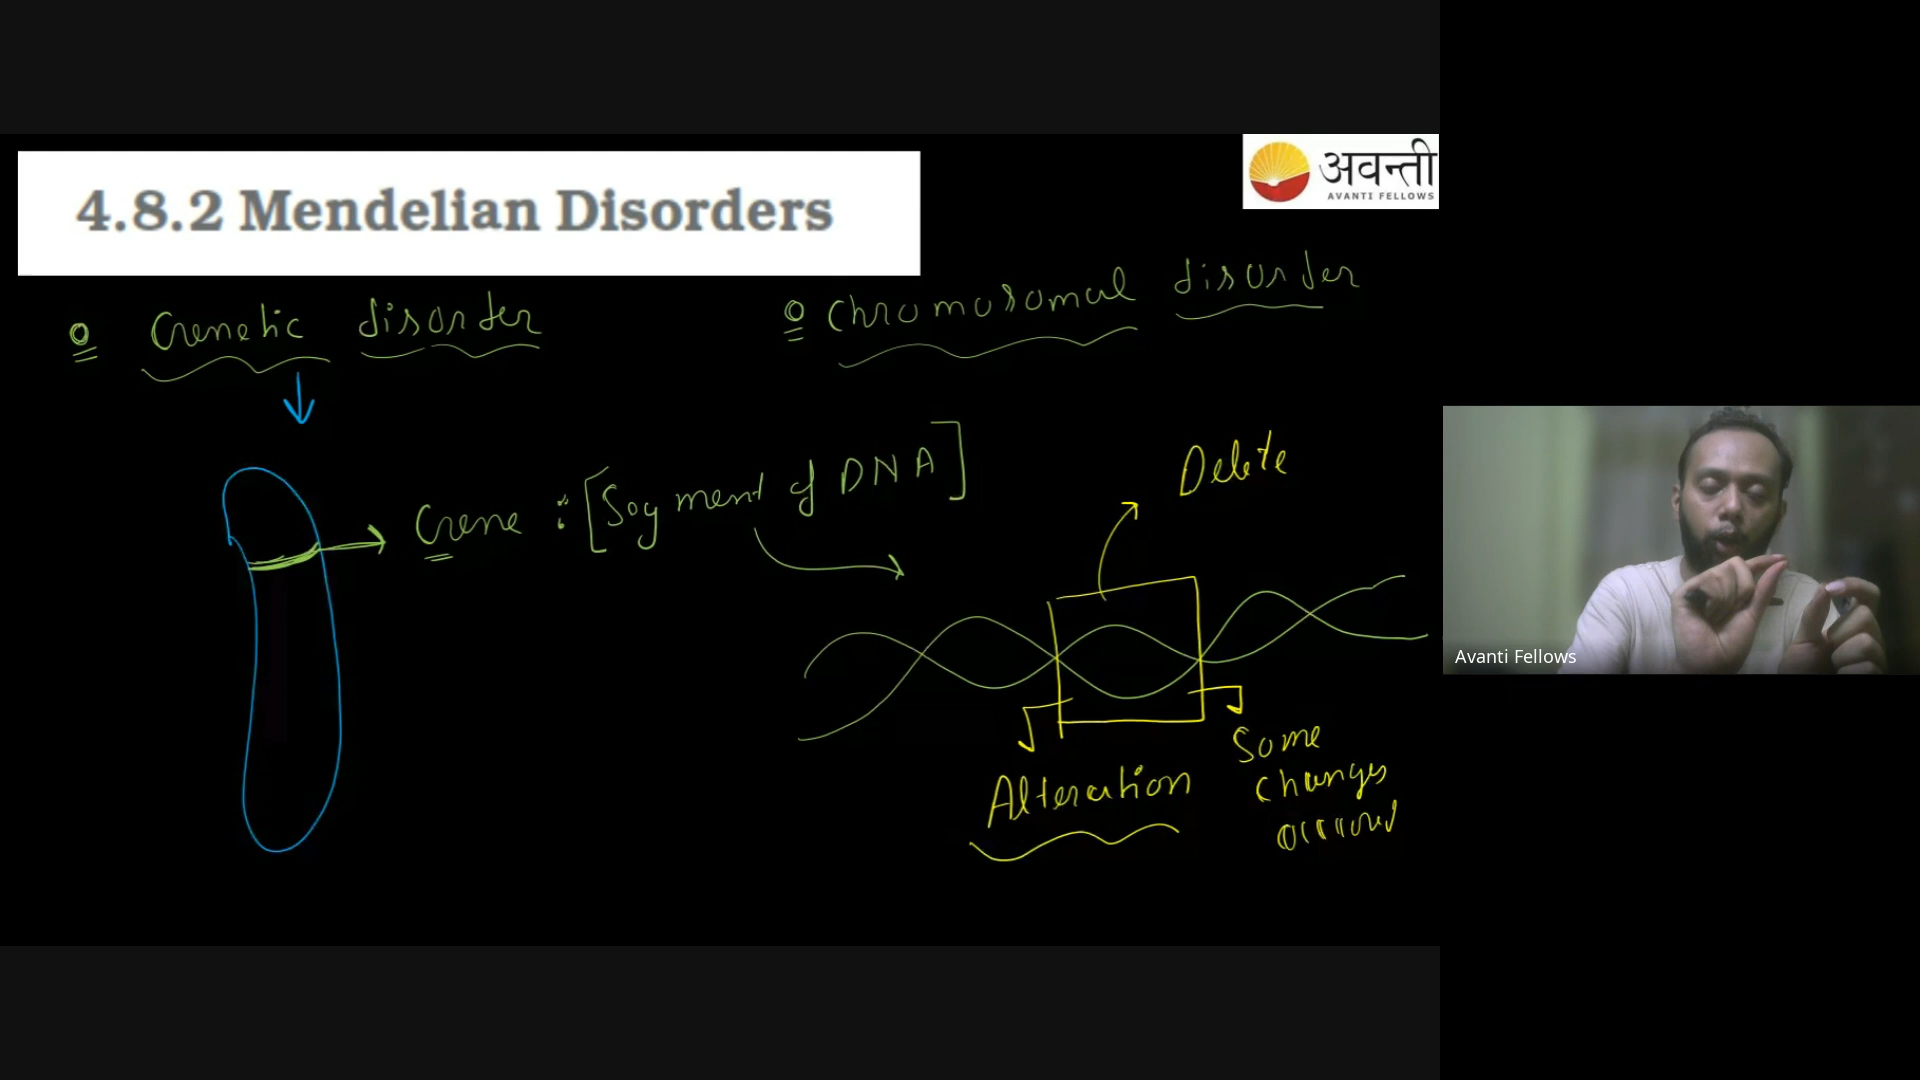 4.8.2 Mendelian Disorders
अवन्ती
AVANTI FELLOWS
Genetic disorder
Chromosomal disorder
Gene : [Segment of DNA]
Delete
Alteration
Some
changes
occured
Avanti Fellows